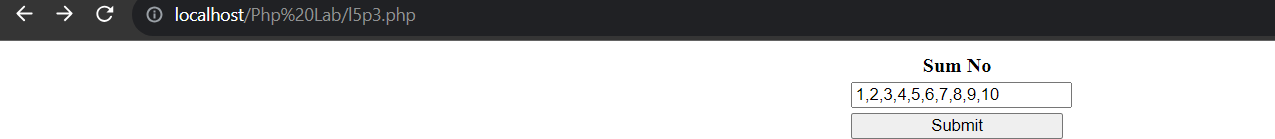 localhost/Php%20Lab/l5p3.php
Sum No
1,2,3,4,5,6,7,8,9,10
Submit